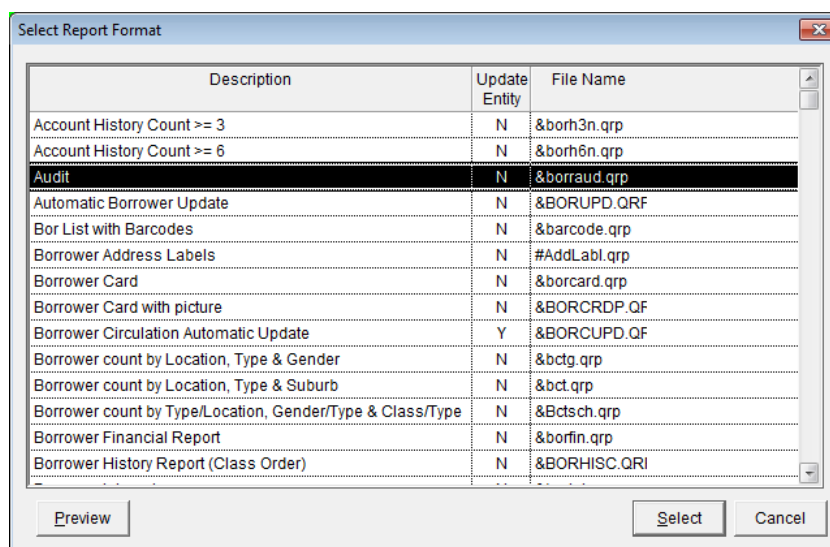 Select Report Format
Description Update Entity File Name
Account History Count >= 3 N &borh3n.qrp
Account History Count >= 6 N &borh6n.qrp
Audit N &borraud.qrp
Automatic Borrower Update N &BORUPD.QRF
Bor List with Barcodes N &barcode.qrp
Borrower Address Labels N #AddLabl.qrp
Borrower Card N &borcard.qrp
Borrower Card with picture N &BORCRDP.QF
Borrower Circulation Automatic Update Y &BORCUPD.QF
Borrower count by Location, Type & Gender N &bctg.qrp
Borrower count by Location, Type & Suburb N &bct.qrp
Borrower count by Type/Location, Gender/Type & Class/Type N &Bctsch.qrp
Borrower Financial Report N &borfin.qrp
Borrower History Report (Class Order) N &BORHISC.QRI
Preview Select Cancel